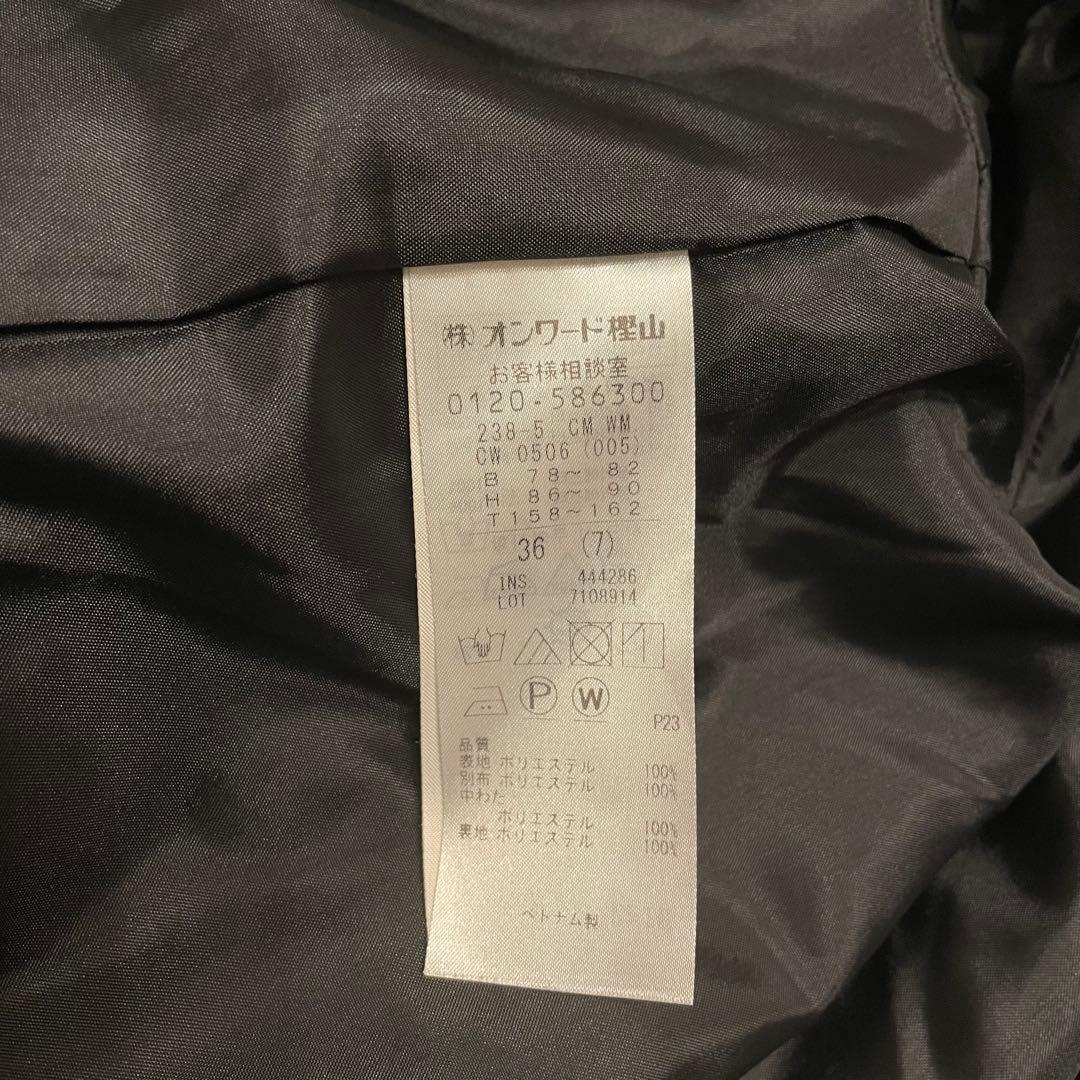 (株) オンワード樫山
お客様相談室
0120-586300
238-5 CM WM
CW 0506 (005)
B 78〜 82
H 86〜 90
T 158〜162
36 (7)
INS 444286
LOT 7108914
P W
P23
品質
表地 ポリエステル 100%
別布 ポリエステル 100%
中わた
ポリエステル 100%
裏地 ポリエステル 100%
ベトナム製